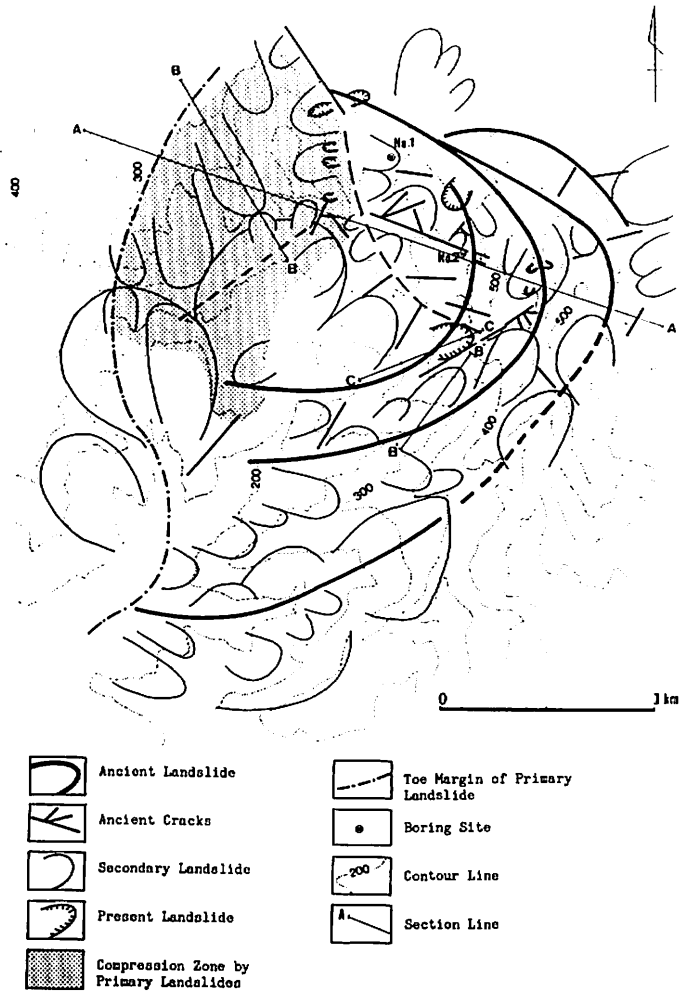 B
A
No.1
400
300
No.2
B
200
500
A
C
B
C
400
B
200
300
0 1 km
Ancient Landslide
Ancient Cracks
Secondary Landslide
Present Landslide
Compression Zone by
Primary Landslides
Toe Margin of Primary
Landslide
Boring Site
200
Contour Line
A
Section Line